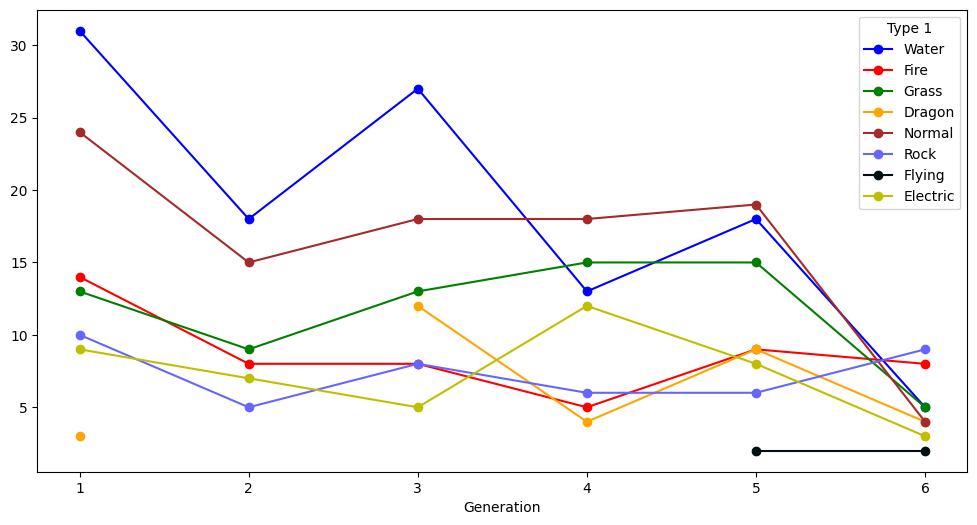 Type 1
Water
Fire
Grass
Dragon
Normal
Rock
Flying
Electric
30
25
20
15
10
5
1 2 3 4 5 6
Generation